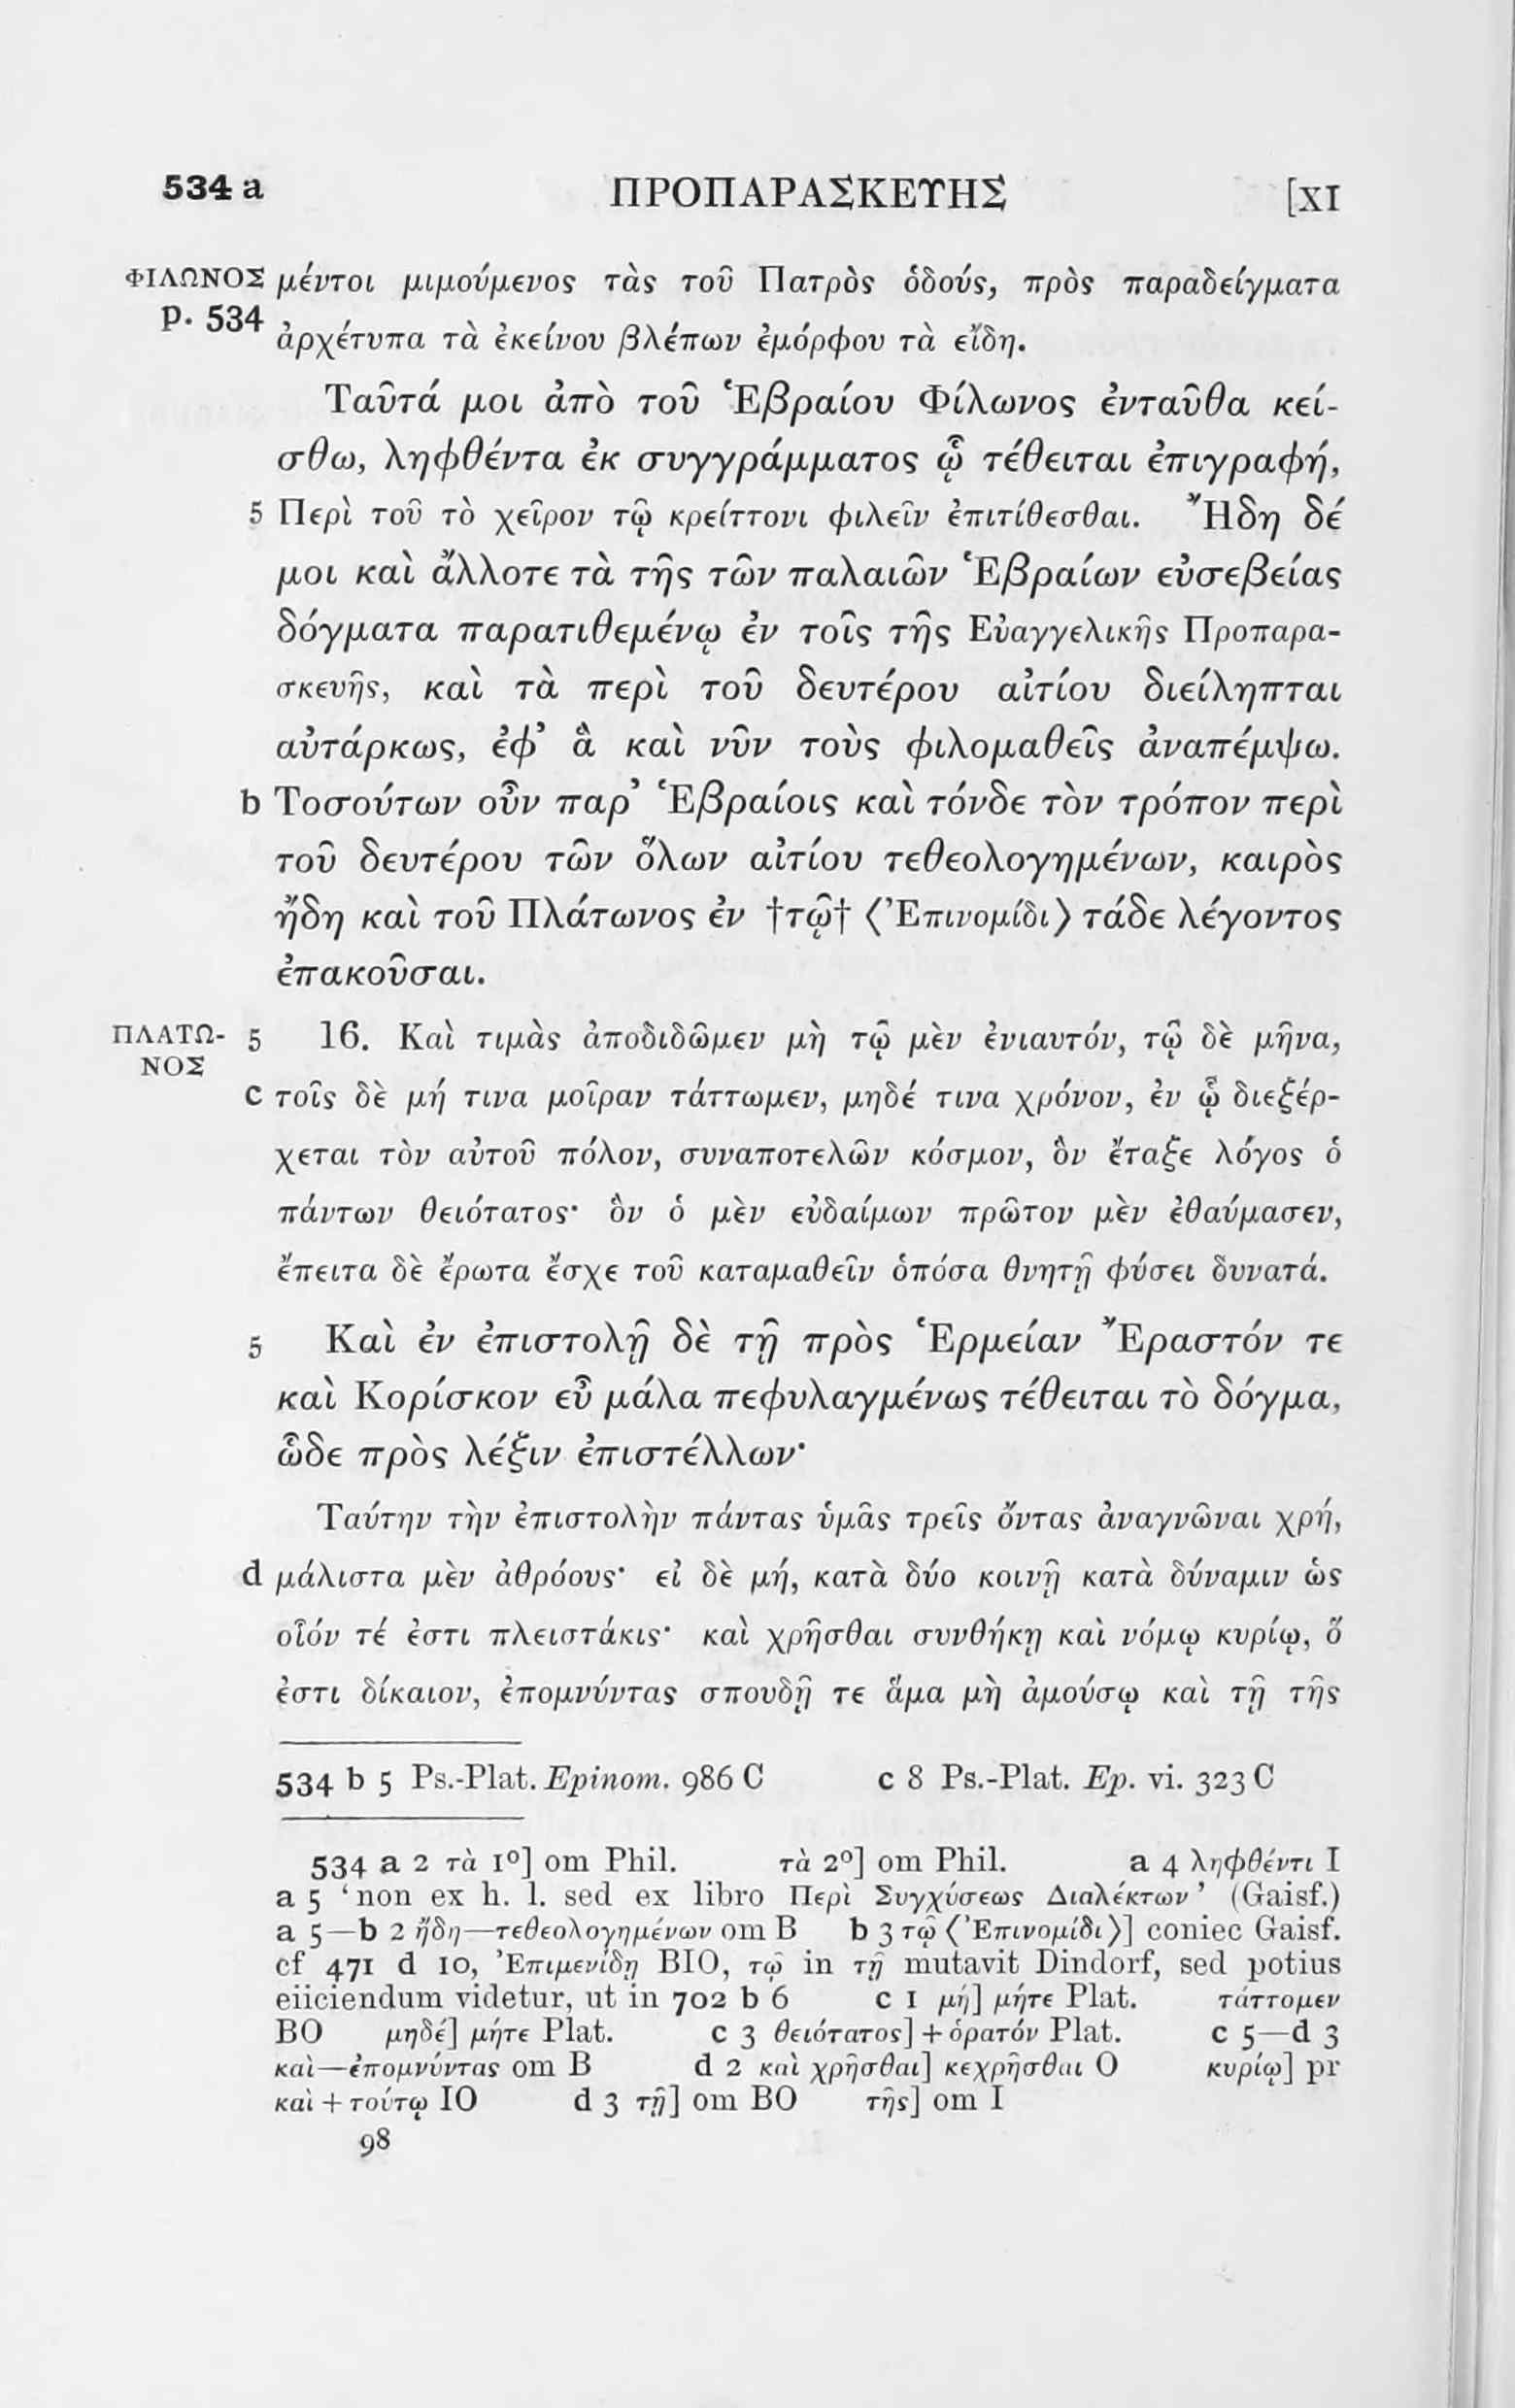 534 a ΠΡΟΠΑΡΑΣΚΕΥΗΣ [XI
ΦΙΛΩΝΟΣ μέντοι μιμούμενος τὰς τοῦ Πατρὸς ὁδούς, πρὸς παραδείγματα
p. 534 ἀρχέτυπα τὰ ἐκείνου βλέπων ἐμόρφου τὰ εἴδη.
Ταῦτά μοι ἀπὸ τοῦ Ἑβραίου Φίλωνος ἐνταῦθα κεί-
σθω, ληφθέντα ἐκ συγγράμματος ᾧ τέθειται ἐπιγραφή,
5 Περὶ τοῦ τὸ χεῖρον τῷ κρείττονι φιλεῖν ἐπιτίθεσθαι. Ἤδη δέ
μοι καὶ ἄλλοτε τὰ τῆς τῶν παλαιῶν Ἑβραίων εὐσεβείας
δόγματα παρατιθεμένῳ ἐν τοῖς τῆς Εὐαγγελικῆς Προπαρα-
σκευῆς, καὶ τὰ περὶ τοῦ δευτέρου αἰτίου διείληπται
αὐτάρκως, ἐφ’ ἃ καὶ νῦν τοὺς φιλομαθεῖς ἀναπέμψω.
b Τοσούτων οὖν παρ’ Ἑβραίοις καὶ τόνδε τὸν τρόπον περὶ
τοῦ δευτέρου τῶν ὅλων αἰτίου τεθεολογημένων, καιρὸς
ἤδη καὶ τοῦ Πλάτωνος ἐν †τῷ† ⟨Ἐπινομίδι⟩ τάδε λέγοντος
ἐπακοῦσαι.
ΠΛΑΤΩ- 5 16. Καὶ τιμὰς ἀποδιδῶμεν μὴ τῷ μὲν ἐνιαυτόν, τῷ δὲ μῆνα,
ΝΟΣ
c τοῖς δὲ μή τινα μοῖραν τάττωμεν, μηδέ τινα χρόνον, ἐν ᾧ διεξέρ-
χεται τὸν αὑτοῦ πόλον, συναποτελῶν κόσμον, ὃν ἔταξε λόγος ὁ
πάντων θειότατος· ὃν ὁ μὲν εὐδαίμων πρῶτον μὲν ἐθαύμασεν,
ἔπειτα δὲ ἔρωτα ἔσχε τοῦ καταμαθεῖν ὁπόσα θνητῇ φύσει δυνατά.
5 Καὶ ἐν ἐπιστολῇ δὲ τῇ πρὸς Ἑρμείαν Ἔραστόν τε
καὶ Κορίσκον εὖ μάλα πεφυλαγμένως τέθειται τὸ δόγμα,
ὧδε πρὸς λέξιν ἐπιστέλλων·
Ταύτην τὴν ἐπιστολὴν πάντας ὑμᾶς τρεῖς ὄντας ἀναγνῶναι χρή,
d μάλιστα μὲν ἀθρόους· εἰ δὲ μή, κατὰ δύο κοινῇ κατὰ δύναμιν ὡς
οἷόν τέ ἐστι πλειστάκις· καὶ χρῆσθαι συνθήκῃ καὶ νόμῳ κυρίῳ, ὅ
ἐστι δίκαιον, ἐπομνύντας σπουδῇ τε ἅμα μὴ ἀμούσῳ καὶ τῇ τῆς
534 b 5 Ps.-Plat. Epinom. 986 C c 8 Ps.-Plat. Ep. vi. 323 C
534 a 2 τὰ 1º] om Phil. τὰ 2º] om Phil. a 4 ληφθέντι I
a 5 ‘non ex h. l. sed ex libro Περὶ Συγχύσεως Διαλέκτων’ (Gaisf.)
a 5—b 2 ἤδη—τεθεολογημένων om B b 3 τῷ ⟨Ἐπινομίδι⟩] coniec Gaisf.
cf 471 d 10, Ἐπιμενίδῃ BIO, τῷ in τῇ mutavit Dindorf, sed potius
eiiciendum videtur, ut in 702 b 6 c 1 μή] μήτε Plat. τάττομεν
BO μηδέ] μήτε Plat. c 3 θειότατος] + ὁρατόν Plat. c 5—d 3
καὶ—ἐπομνύντας om B d 2 καὶ χρῆσθαι] κεχρῆσθαι O κυρίῳ] pr
καὶ + τούτῳ IO d 3 τῇ] om BO τῆς] om I
98